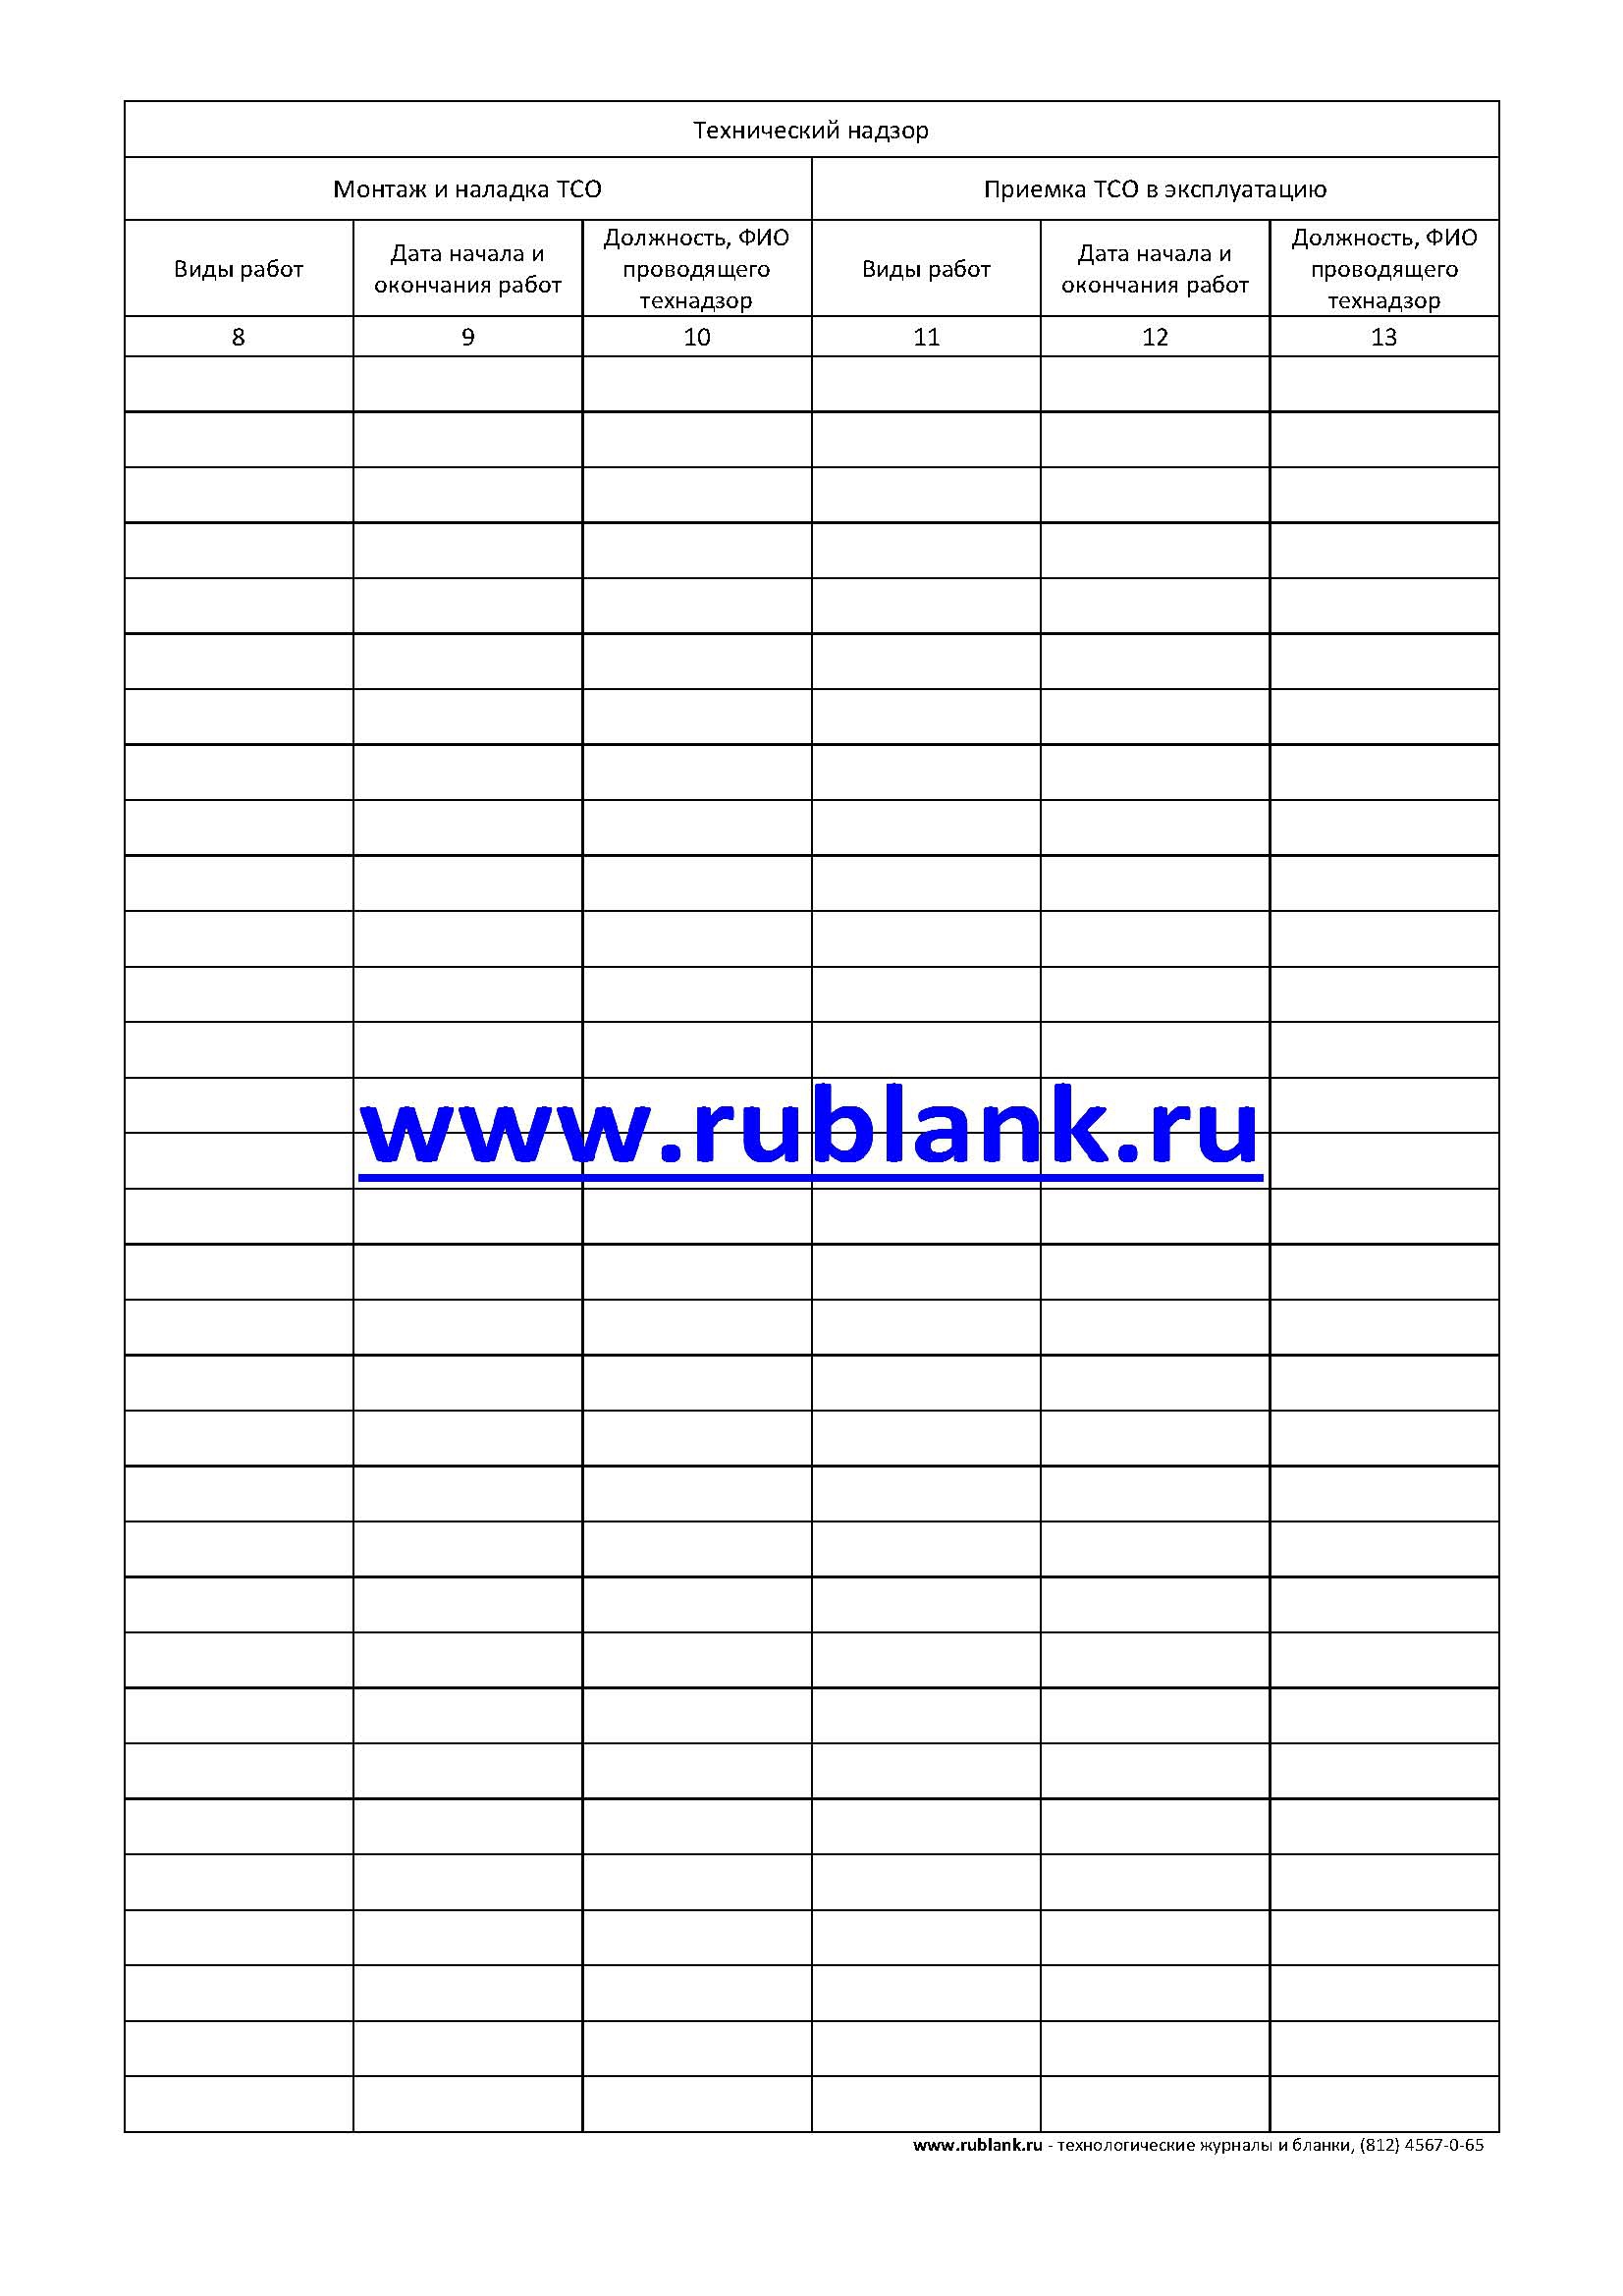 Технический надзор
Монтаж и наладка ТСО
Приемка ТСО в эксплуатацию
Виды работ
Дата начала и
окончания работ
Должность, ФИО
проводящего
технадзор
Виды работ
Дата начала и
окончания работ
Должность, ФИО
проводящего
технадзор
8 9 10 11 12 13
www.rublank.ru
www.rublank.ru - технологические журналы и бланки, (812) 4567-0-65